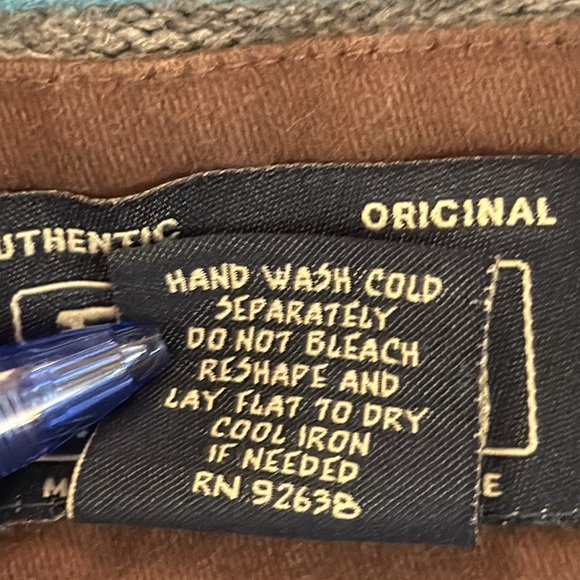 AUTHENTIC ORIGINAL
HAND WASH COLD
SEPARATELY
DO NOT BLEACH
RESHAPE AND
LAY FLAT TO DRY
COOL IRON
IF NEEDED
RN 92638